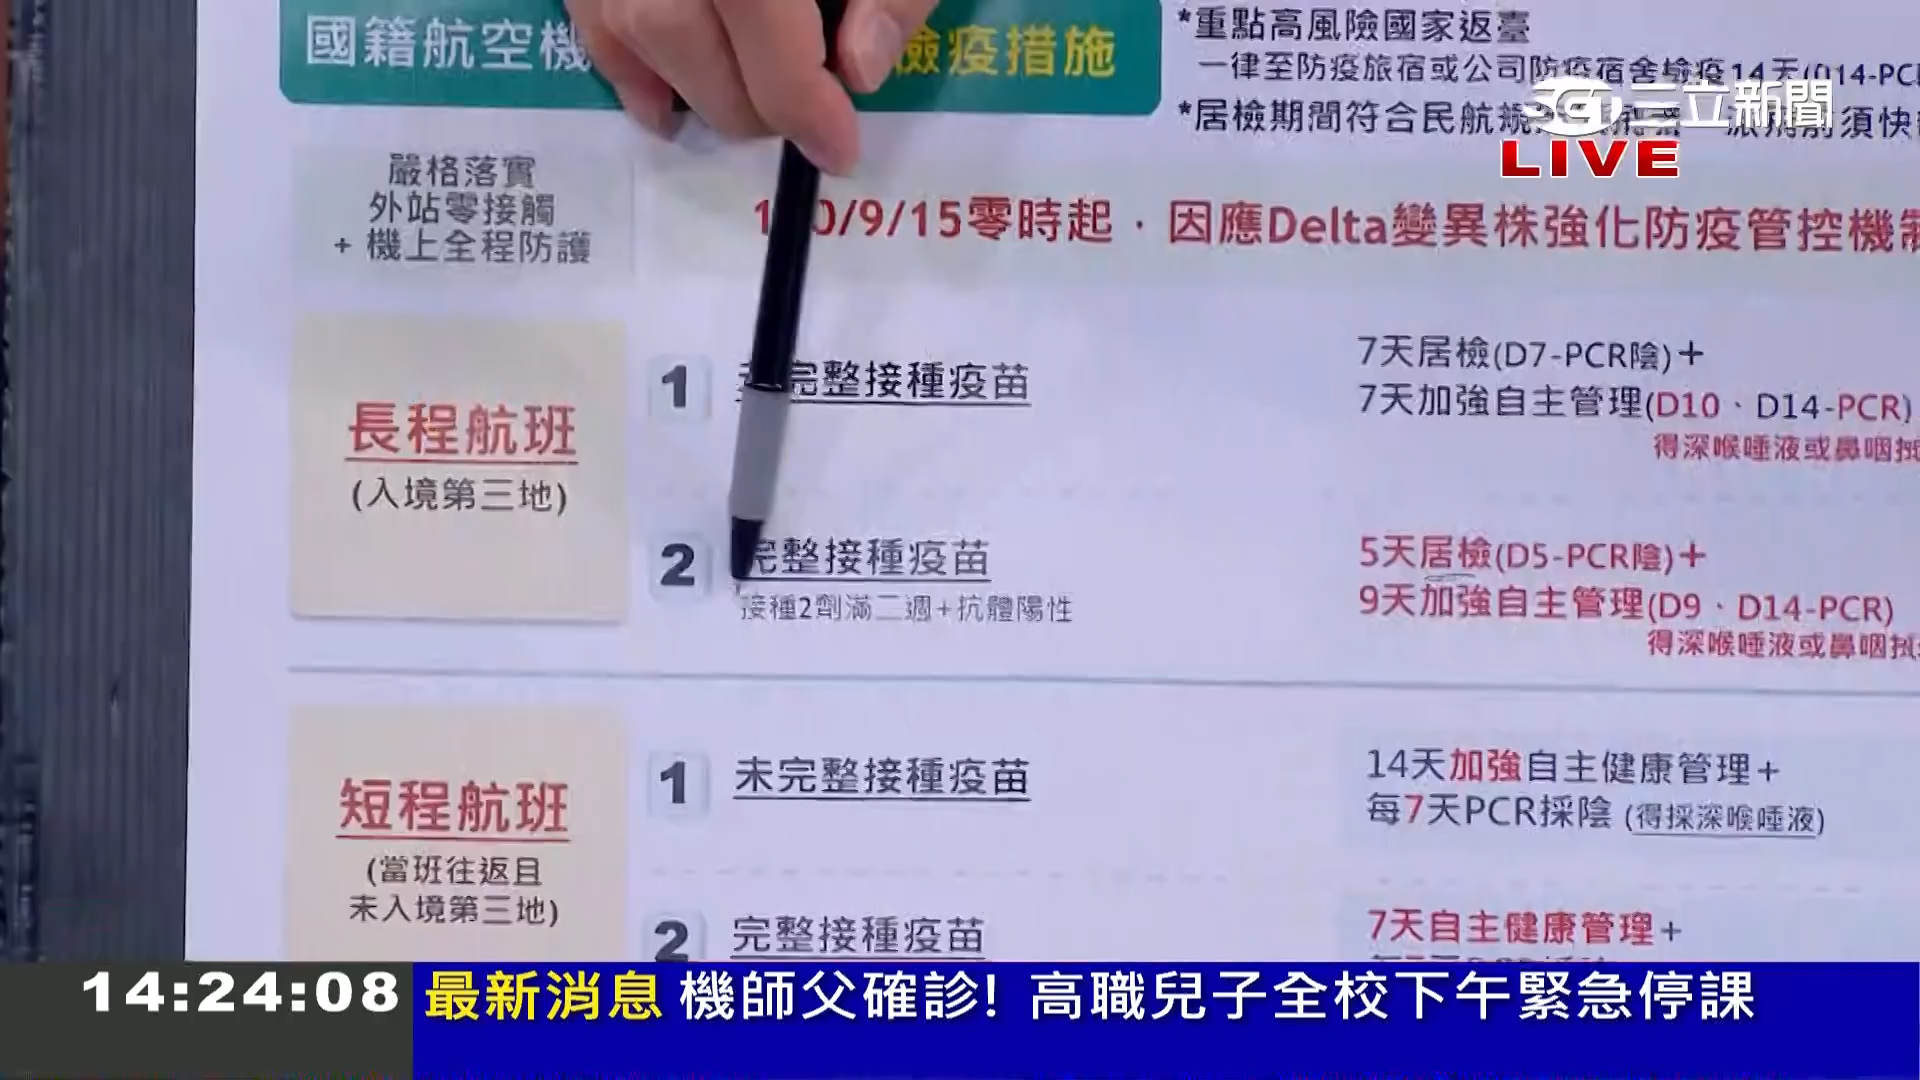 國籍航空機 檢疫措施
*重點高風險國家返臺
一律至防疫旅宿或公司防疫宿舍檢疫14天(D14-PC
*居檢期間符合民航
三立新聞
LIVE
嚴格落實
外站零接觸
+ 機上全程防護
0/9/15零時起，因應Delta變異株強化防疫管控機制
長程航班
(入境第三地)
1
完整接種疫苗
7天居檢(D7-PCR陰)+
7天加強自主管理(D10、D14-PCR)
得深喉唾液或鼻咽
2
完整接種疫苗
接種2劑滿二週+抗體陽性
5天居檢(D5-PCR陰)+
9天加強自主管理(D9、D14-PCR)
得深喉唾液或鼻咽
短程航班
(當班往返且
未入境第三地)
1
未完整接種疫苗
14天加強自主健康管理+
每7天PCR採陰 (得採深喉唾液)
2
完整接種疫苗
7天自主健康管理+
14:24:08
最新消息 機師父確診! 高職兒子全校下午緊急停課